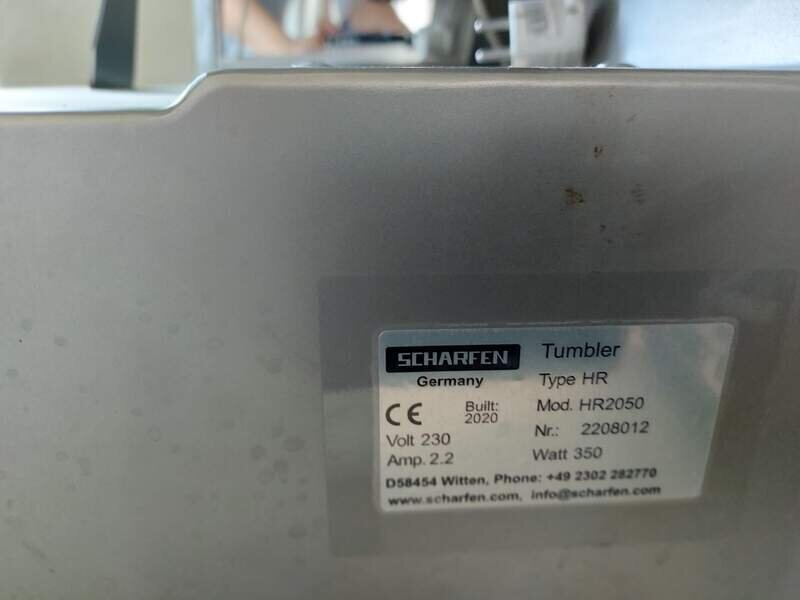 SCHARFEN Tumbler
Germany Type HR
CE Built: 2020 Mod. HR2050
Volt 230 Nr.: 2208012
Amp. 2.2 Watt 350
D58454 Witten, Phone: +49 2302 282770
www.scharfen.com, info@scharfen.com